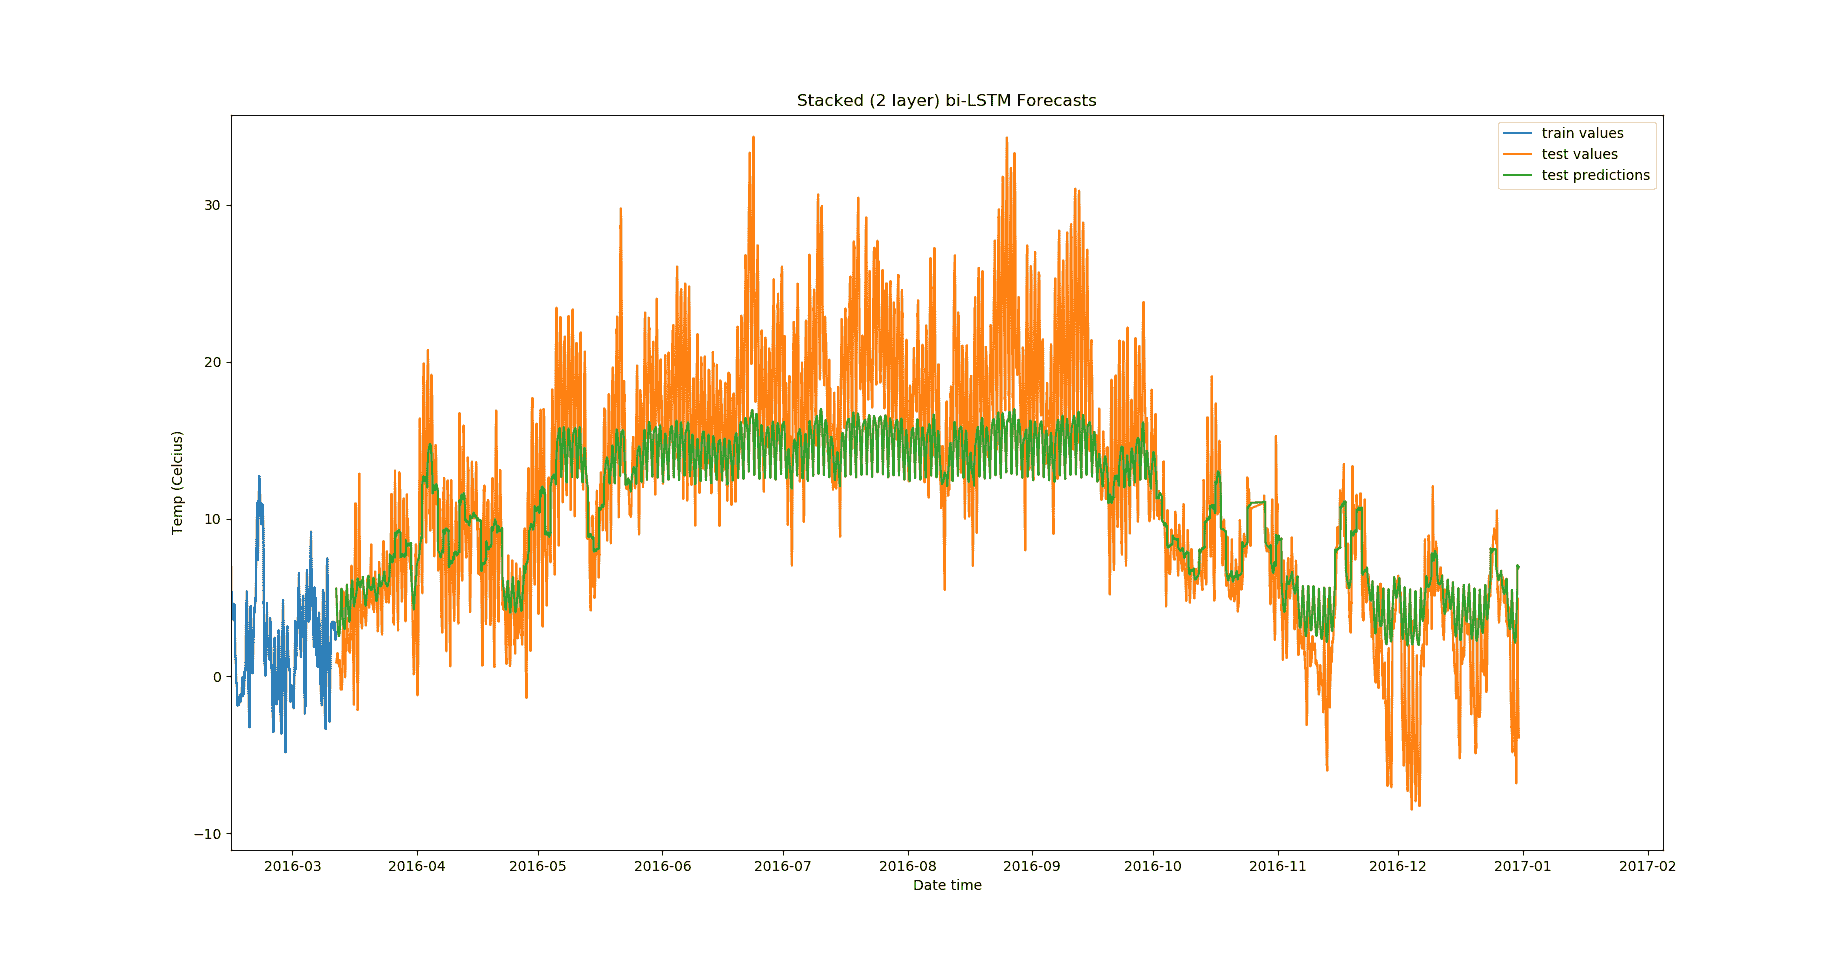 Stacked (2 layer) bi-LSTM Forecasts
train values
test values
test predictions
30
20
10
0
−10
Temp (Celcius)
2016-03 2016-04 2016-05 2016-06 2016-07 2016-08 2016-09 2016-10 2016-11 2016-12 2017-01 2017-02
Date time